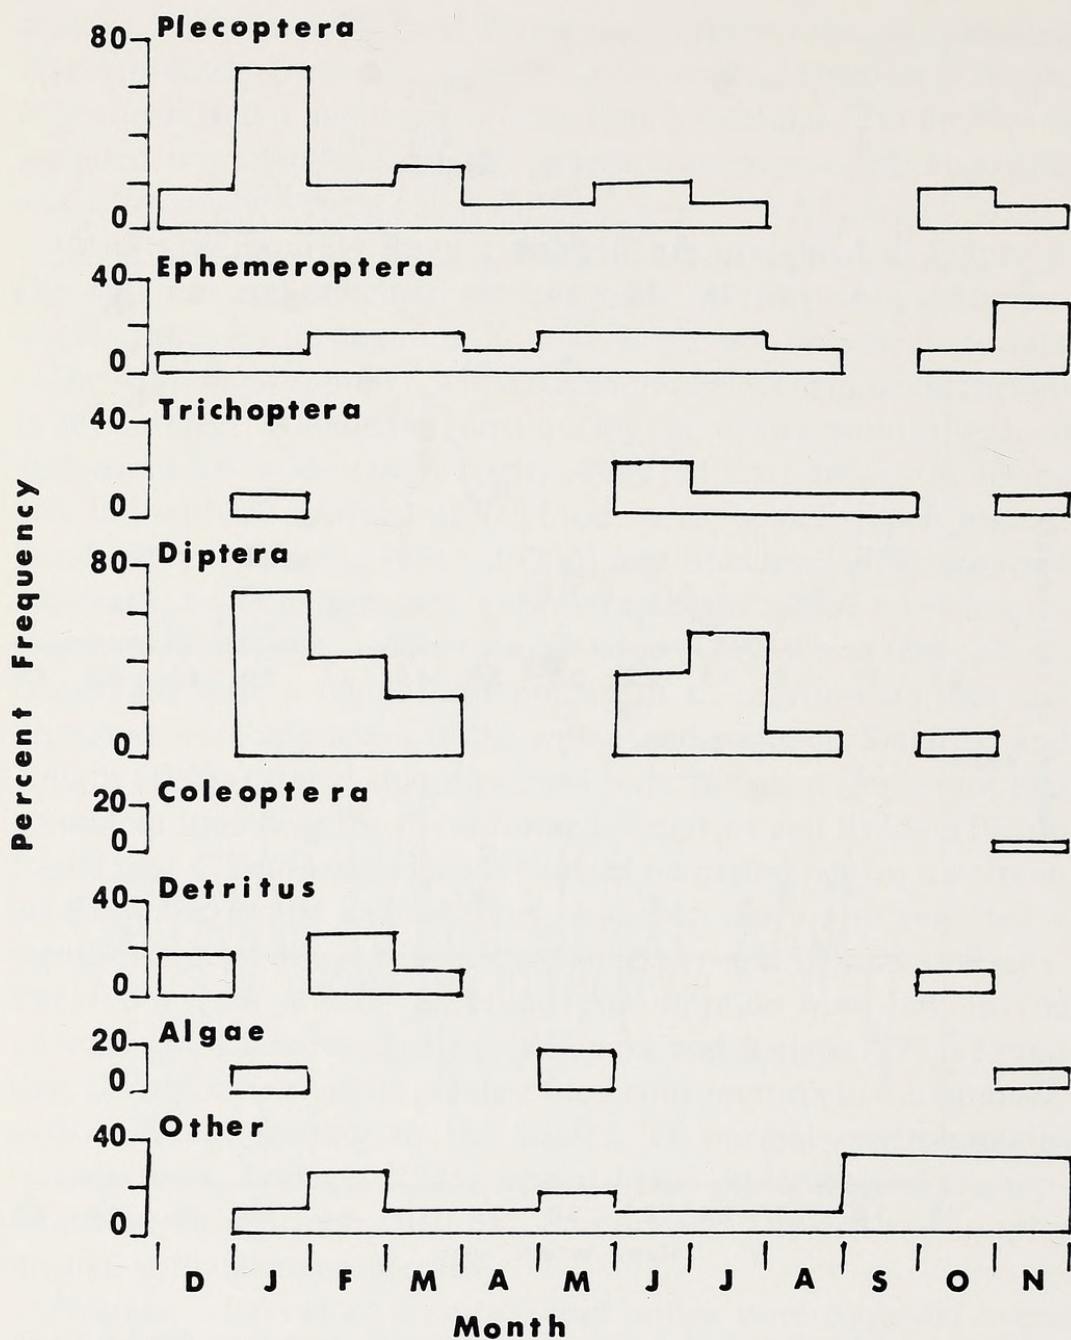 Plecoptera
80
0
Ephemeroptera
40
0
Trichoptera
40
0
Diptera
80
0
Coleoptera
20
0
Detritus
40
0
Algae
20
0
Other
40
0
Percent Frequency
D J F M A M J J A S O N
Month